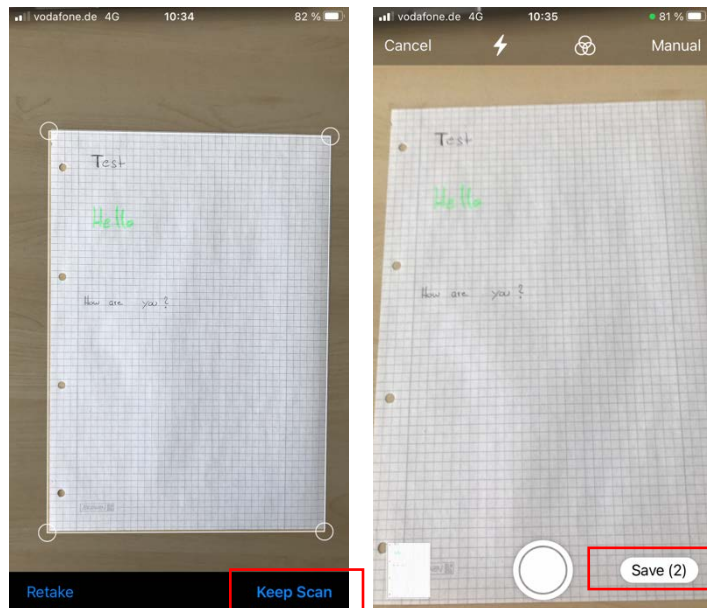 vodafone.de 4G 10:34 82 %
Test
Hello
How are you?
Retake Keep Scan
vodafone.de 4G 10:35 81 %
Cancel Manual
Test
Hello
How are you?
Save (2)